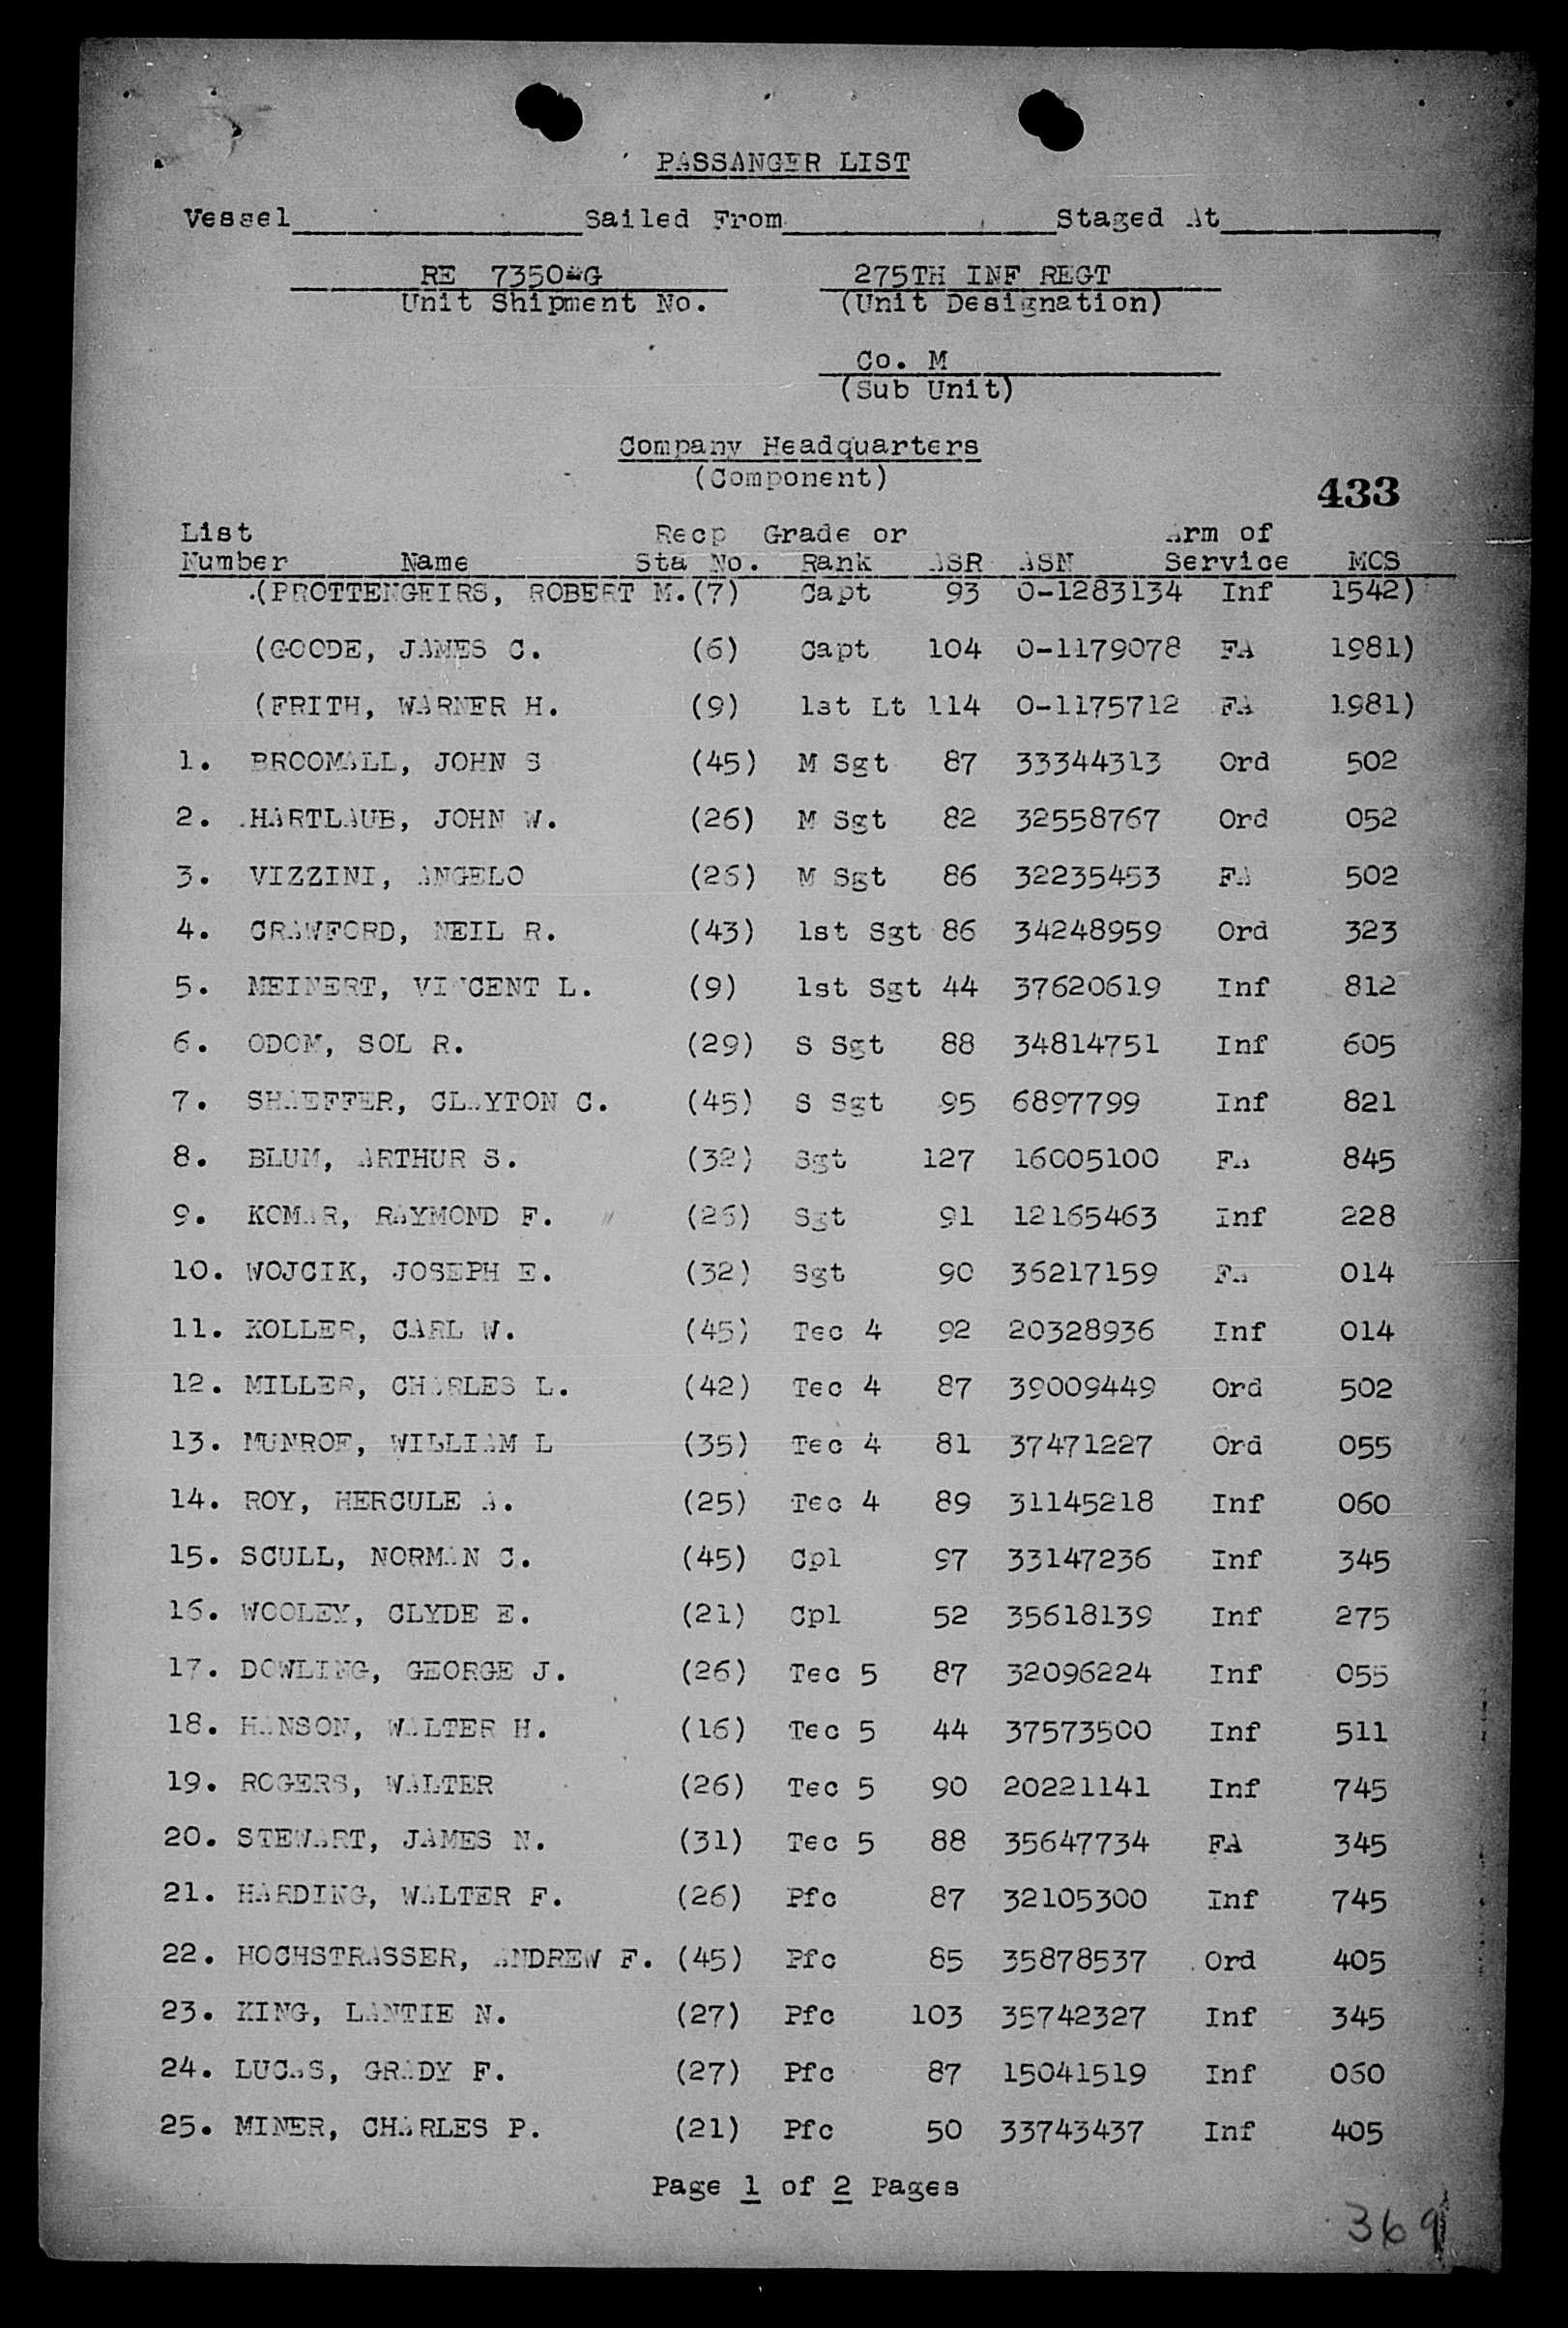 PASSANGER LIST
Vessel Sailed From Staged At
RE 7350-G 275TH INF REGT
Unit Shipment No. (Unit Designation)
Co. M
(Sub Unit)
Company Headquarters
(Component)
433
List Recp Grade or Arm of
Number Name Sta No. Rank ASR ASN Service MCS
(PROTTENGEIRS, ROBERT M. (7) Capt 93 O-1283134 Inf 1542)
(GOODE, JAMES C. (6) Capt 104 O-1179078 FA 1981)
(FRITH, WARNER H. (9) 1st Lt 114 O-1175712 FA 1981)
1. BROOMALL, JOHN S (45) M Sgt 87 33344313 Ord 502
2. HARTLAUB, JOHN W. (26) M Sgt 82 32558767 Ord 052
3. VIZZINI, ANGELO (26) M Sgt 86 32235453 FA 502
4. CRAWFORD, NEIL R. (43) 1st Sgt 86 34248959 Ord 323
5. MEINERT, VINCENT L. (9) 1st Sgt 44 37620619 Inf 812
6. ODOM, SOL R. (29) S Sgt 88 34814751 Inf 605
7. SHAEFFER, CLAYTON C. (45) S Sgt 95 6897799 Inf 821
8. BLUM, ARTHUR S. (32) Sgt 127 16005100 FA 845
9. KOMAR, RAYMOND F. (26) Sgt 91 12165463 Inf 228
10. WOJCIK, JOSEPH E. (32) Sgt 90 36217159 FA 014
11. KOLLER, CARL W. (45) Tec 4 92 20328936 Inf 014
12. MILLER, CHARLES L. (42) Tec 4 87 39009449 Ord 502
13. MUNROE, WILLIAM L (35) Tec 4 81 37471227 Ord 055
14. ROY, HERCULE A. (25) Tec 4 89 31145218 Inf 060
15. SCULL, NORMAN C. (45) Cpl 97 33147236 Inf 345
16. WOOLEY, CLYDE E. (21) Cpl 52 35618139 Inf 275
17. DOWLING, GEORGE J. (26) Tec 5 87 32096224 Inf 055
18. HANSON, WALTER H. (16) Tec 5 44 37573500 Inf 511
19. ROGERS, WALTER (26) Tec 5 90 20221141 Inf 745
20. STEWART, JAMES N. (31) Tec 5 88 35647734 FA 345
21. HARDING, WALTER F. (26) Pfc 87 32105300 Inf 745
22. HOCHSTRASSER, ANDREW F. (45) Pfc 85 35878537 Ord 405
23. KING, LANTIE N. (27) Pfc 103 35742327 Inf 345
24. LUCAS, GRADY F. (27) Pfc 87 15041519 Inf 060
25. MINER, CHARLES P. (21) Pfc 50 33743437 Inf 405
Page 1 of 2 Pages
369